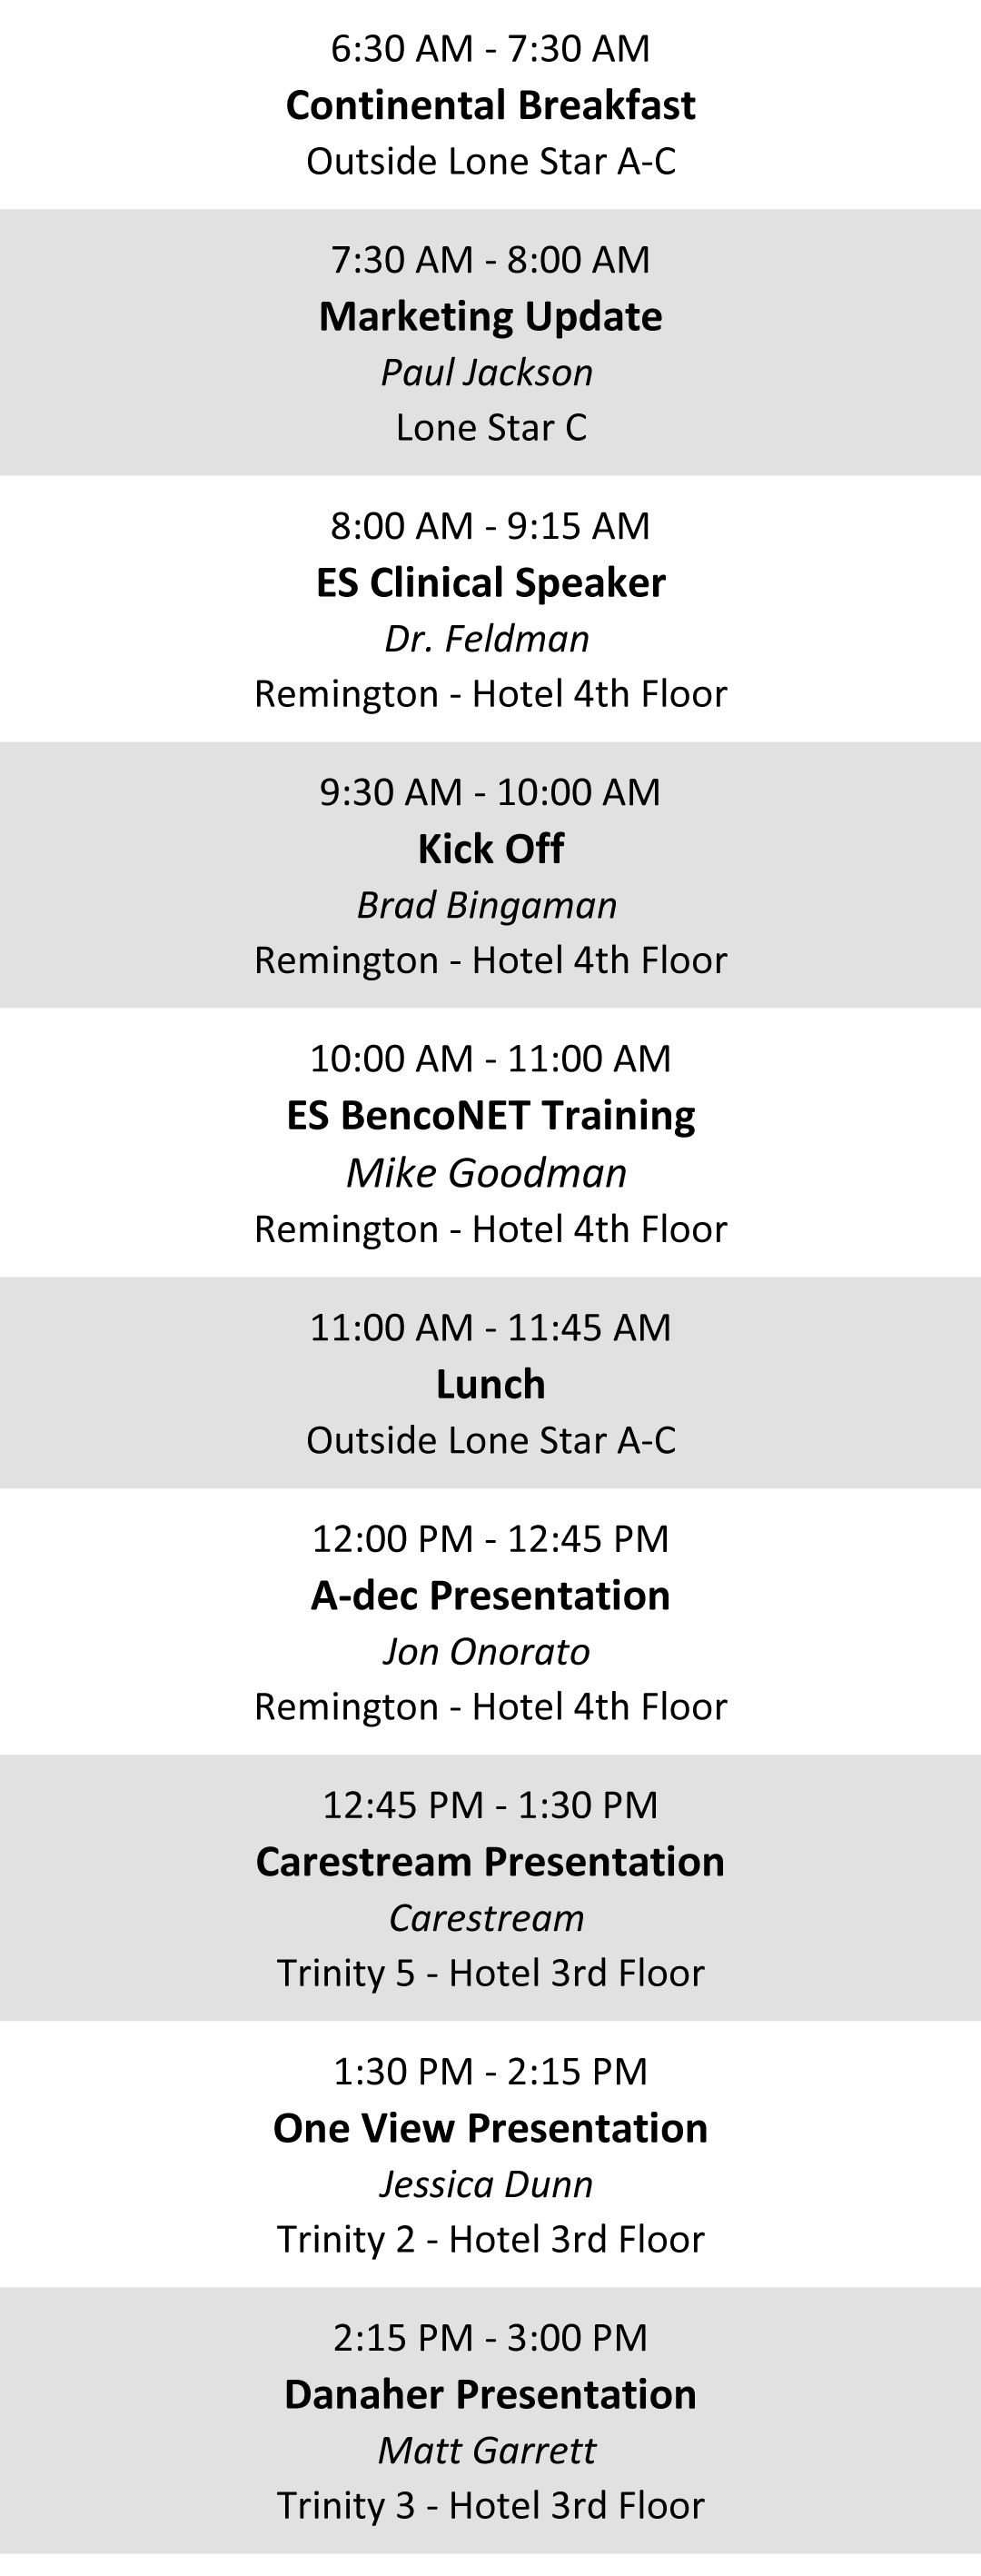 6:30 AM - 7:30 AM
Continental Breakfast
Outside Lone Star A-C
7:30 AM - 8:00 AM
Marketing Update
Paul Jackson
Lone Star C
8:00 AM - 9:15 AM
ES Clinical Speaker
Dr. Feldman
Remington - Hotel 4th Floor
9:30 AM - 10:00 AM
Kick Off
Brad Bingaman
Remington - Hotel 4th Floor
10:00 AM - 11:00 AM
ES BencoNET Training
Mike Goodman
Remington - Hotel 4th Floor
11:00 AM - 11:45 AM
Lunch
Outside Lone Star A-C
12:00 PM - 12:45 PM
A-dec Presentation
Jon Onorato
Remington - Hotel 4th Floor
12:45 PM - 1:30 PM
Carestream Presentation
Carestream
Trinity 5 - Hotel 3rd Floor
1:30 PM - 2:15 PM
One View Presentation
Jessica Dunn
Trinity 2 - Hotel 3rd Floor
2:15 PM - 3:00 PM
Danaher Presentation
Matt Garrett
Trinity 3 - Hotel 3rd Floor